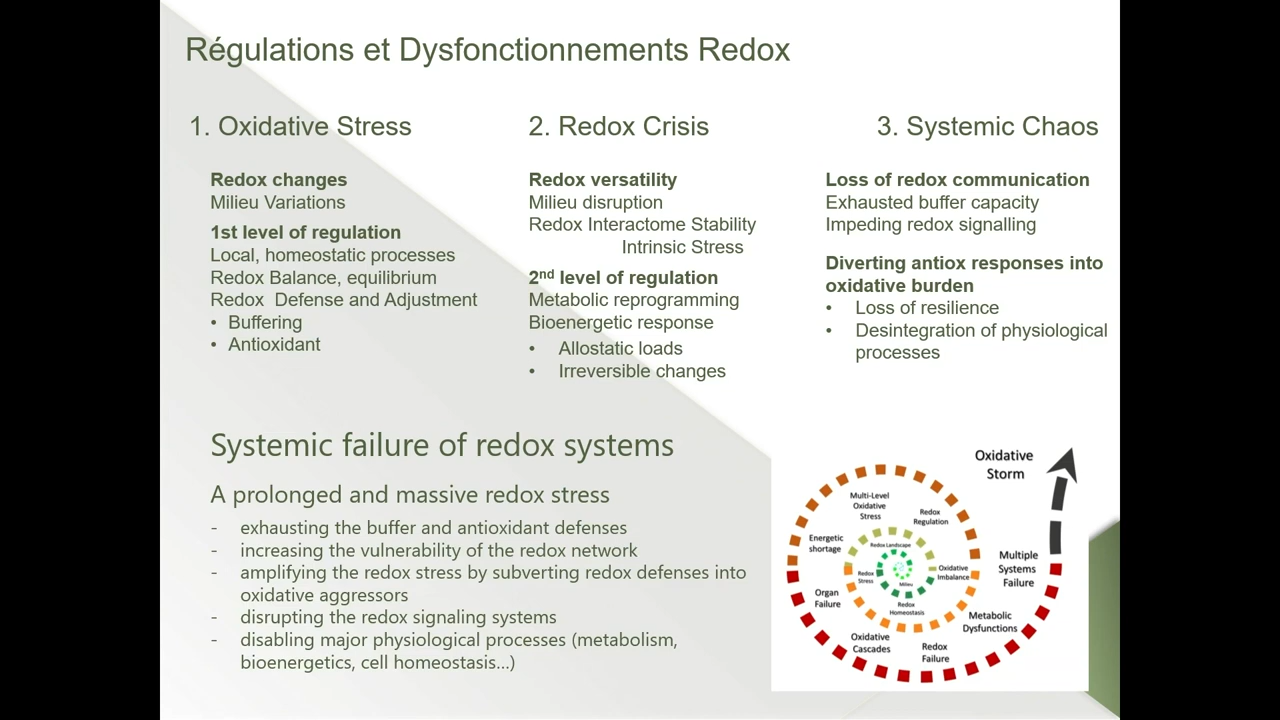 Régulations et Dysfonctionnements Redox
1. Oxidative Stress
Redox changes
Milieu Variations
1st level of regulation
Local, homeostatic processes
Redox Balance, equilibrium
Redox Defense and Adjustment
• Buffering
• Antioxidant
2. Redox Crisis
Redox versatility
Milieu disruption
Redox Interactome Stability
Intrinsic Stress
2nd level of regulation
Metabolic reprogramming
Bioenergetic response
• Allostatic loads
• Irreversible changes
3. Systemic Chaos
Loss of redox communication
Exhausted buffer capacity
Impeding redox signalling
Diverting antiox responses into
oxidative burden
• Loss of resilience
• Desintegration of physiological
processes
Systemic failure of redox systems
A prolonged and massive redox stress
- exhausting the buffer and antioxidant defenses
- increasing the vulnerability of the redox network
- amplifying the redox stress by subverting redox defenses into
oxidative aggressors
- disrupting the redox signaling systems
- disabling major physiological processes (metabolism,
bioenergetics, cell homeostasis...)
Oxidative
Storm
Multi-Level
Oxidative
Stress
Redox
Regulation
Energetic
shortage
Redox Landscape
Multiple
Systems
Failure
Redox
Stress
Oxidative
Imbalance
Milieu
Organ
Failure
Redox
Homeostasis
Metabolic
Dysfunctions
Oxidative
Cascades
Redox
Failure